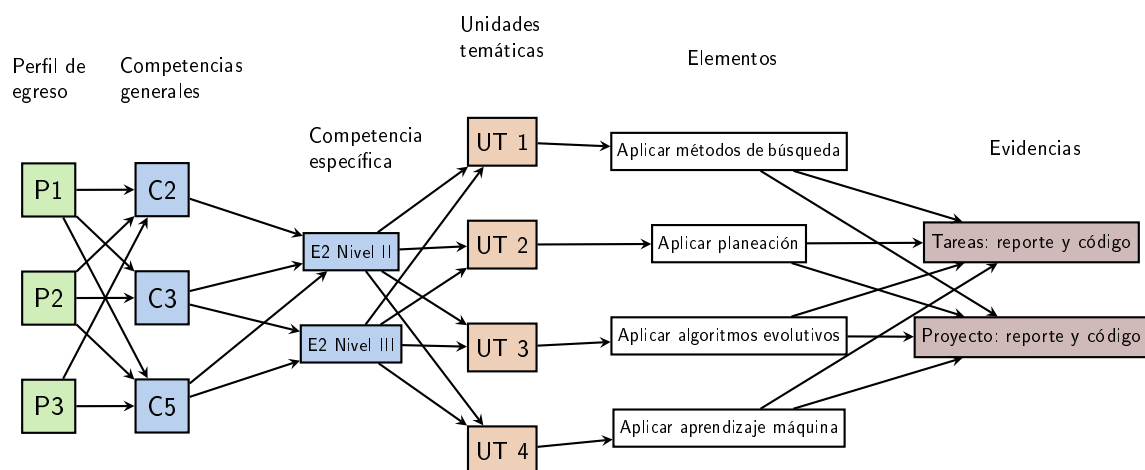 Perfil de
egreso
Competencias
generales
Competencia
específica
Unidades
temáticas
Elementos
Evidencias
P1
P2
P3
C2
C3
C5
E2 Nivel II
E2 Nivel III
UT 1
UT 2
UT 3
UT 4
Aplicar métodos de búsqueda
Aplicar planeación
Aplicar algoritmos evolutivos
Aplicar aprendizaje máquina
Tareas: reporte y código
Proyecto: reporte y código